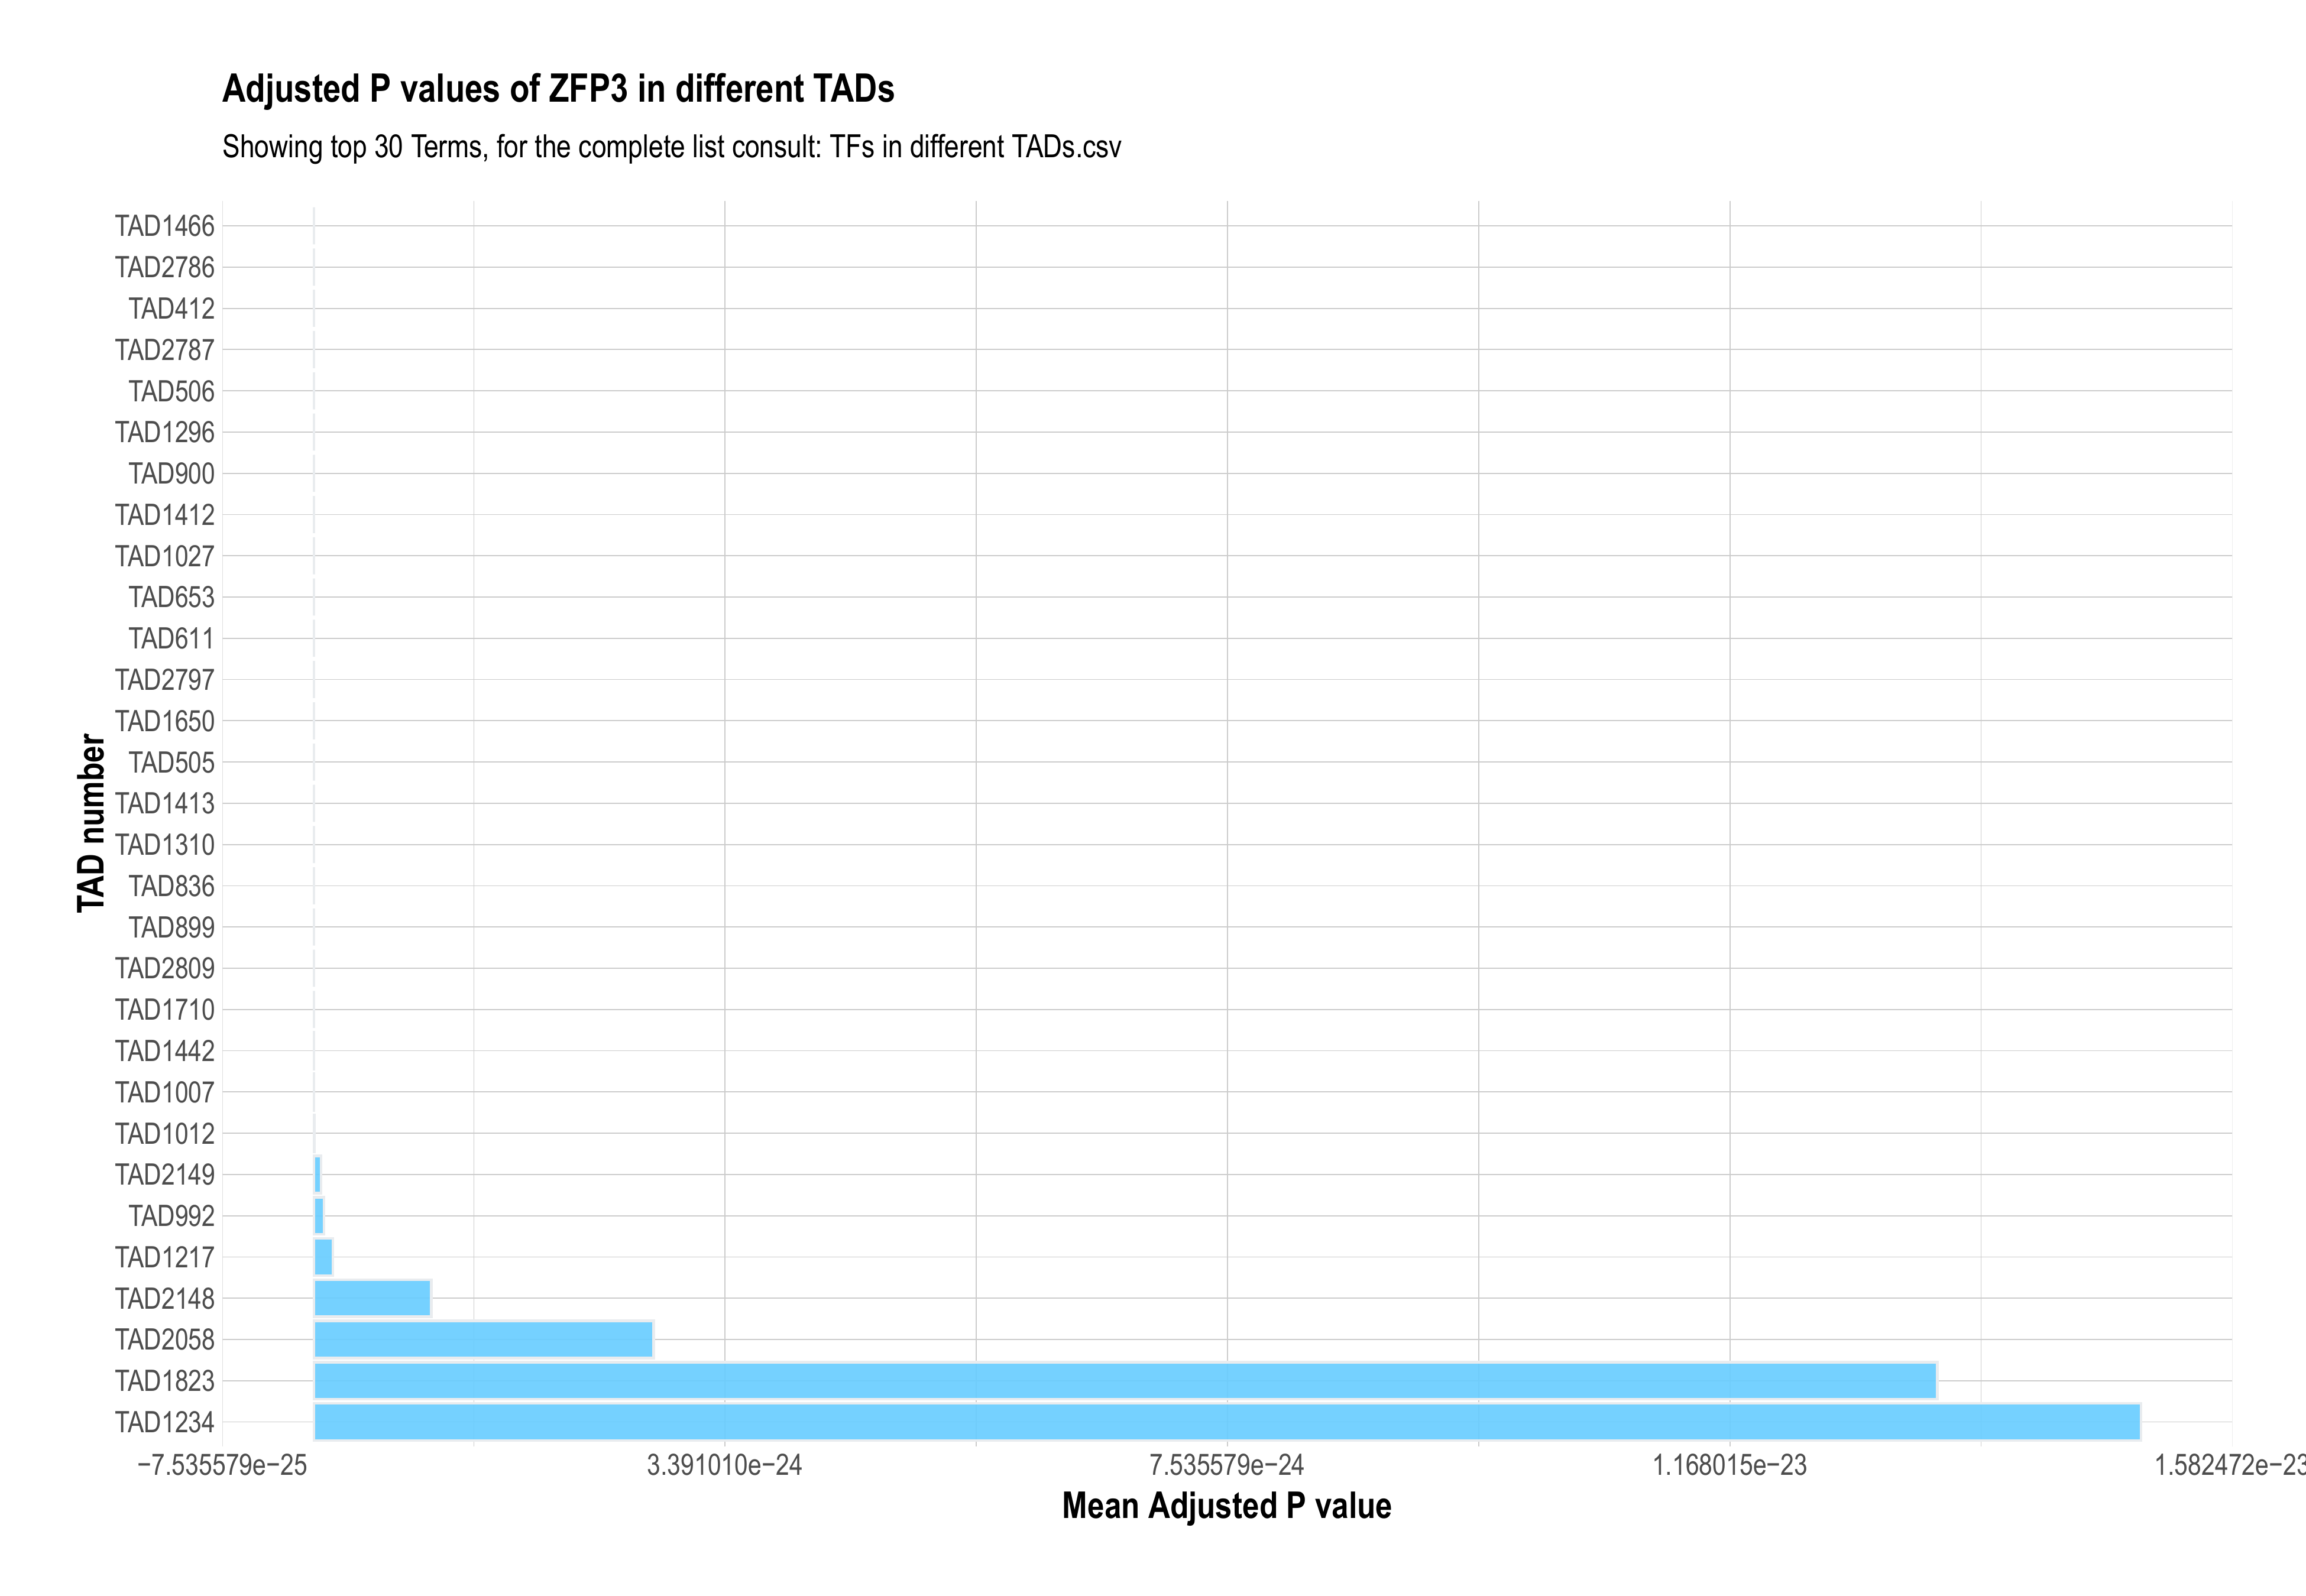 Adjusted P values of ZFP3 in different TADs
Showing top 30 Terms, for the complete list consult: TFs in different TADs.csv
TAD number
TAD1466
TAD2786
TAD412
TAD2787
TAD506
TAD1296
TAD900
TAD1412
TAD1027
TAD653
TAD611
TAD2797
TAD1650
TAD505
TAD1413
TAD1310
TAD836
TAD899
TAD2809
TAD1710
TAD1442
TAD1007
TAD1012
TAD2149
TAD992
TAD1217
TAD2148
TAD2058
TAD1823
TAD1234
−7.535579e−25 3.391010e−24 7.535579e−24 1.168015e−23 1.582472e−23
Mean Adjusted P value